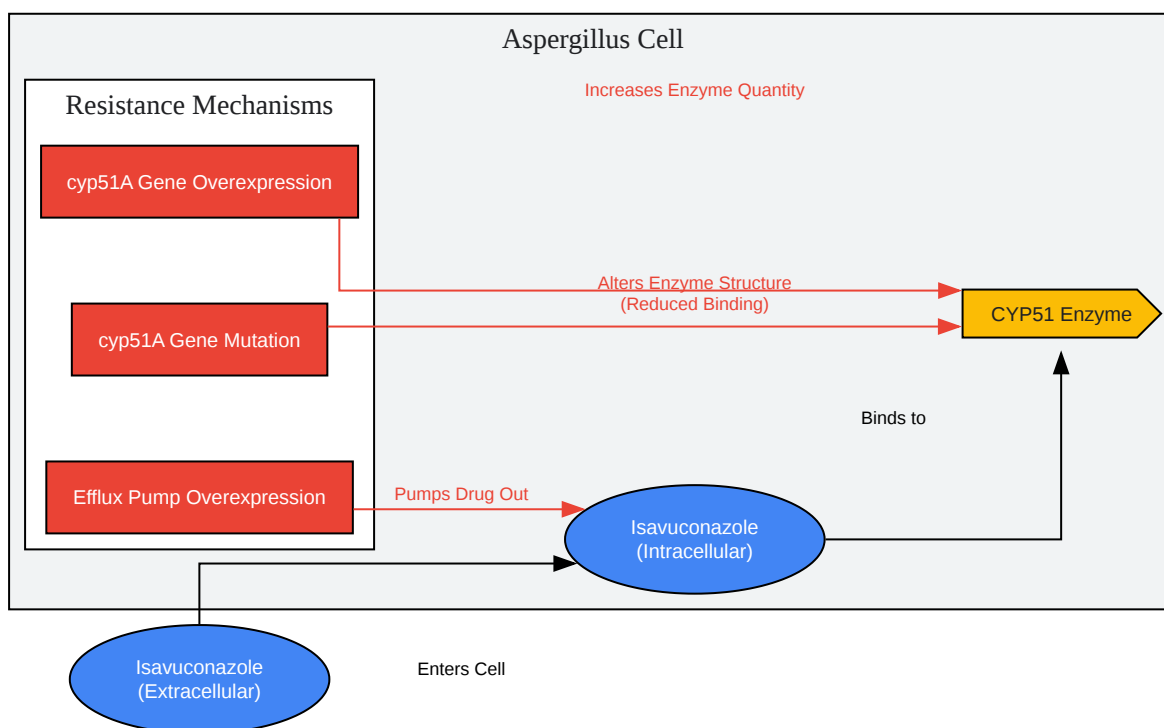 Aspergillus Cell
Increases Enzyme Quantity
Resistance Mechanisms
cyp51A Gene Overexpression
Alters Enzyme Structure
(Reduced Binding)
CYP51 Enzyme
cyp51A Gene Mutation
Binds to
Efflux Pump Overexpression
Pumps Drug Out
Isavuconazole
(Intracellular)
Isavuconazole
(Extracellular)
Enters Cell